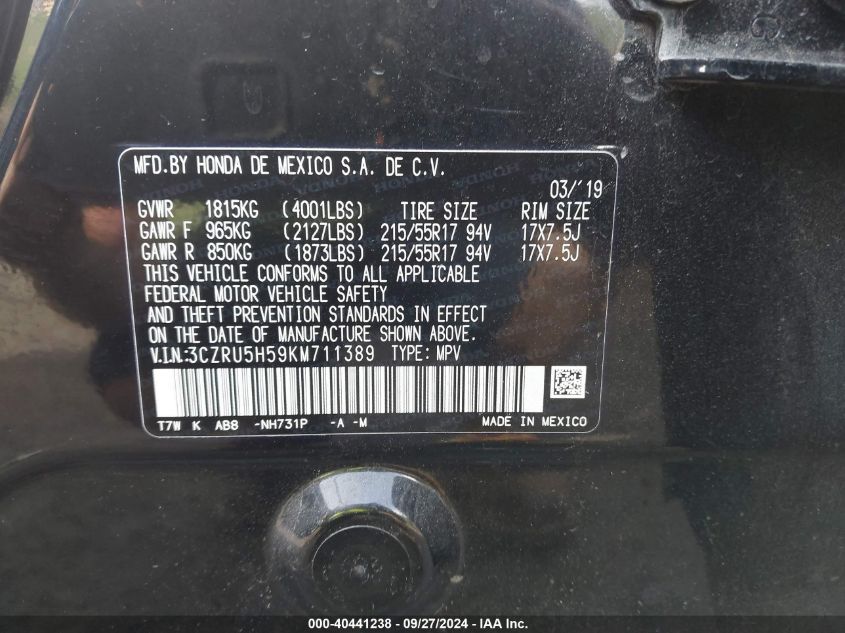 MFD.BY HONDA DE MEXICO S.A. DE C.V.
03/'19
GVWR 1815KG (4001LBS) TIRE SIZE RIM SIZE
GAWR F 965KG (2127LBS) 215/55R17 94V 17X7.5J
GAWR R 850KG (1873LBS) 215/55R17 94V 17X7.5J
THIS VEHICLE CONFORMS TO ALL APPLICABLE
FEDERAL MOTOR VEHICLE SAFETY
AND THEFT PREVENTION STANDARDS IN EFFECT
ON THE DATE OF MANUFACTURE SHOWN ABOVE.
V.I.N:3CZRU5H59KM711389 TYPE: MPV
T7W K AB8 -NH731P -A -M MADE IN MEXICO
000-40441238 - 09/27/2024 - IAA, Inc.